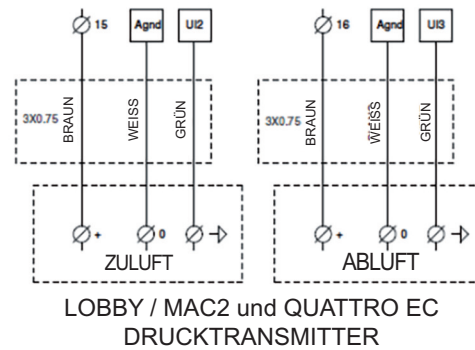 15 Agnd UI2 16 Agnd UI3
3X0.75 BRAUN WEISS GRÜN 3X0.75 BRAUN WEISS GRÜN
+ 0 + 0
ZULUFT ABLUFT
LOBBY / MAC2 und QUATTRO EC
DRUCKTRANSMITTER